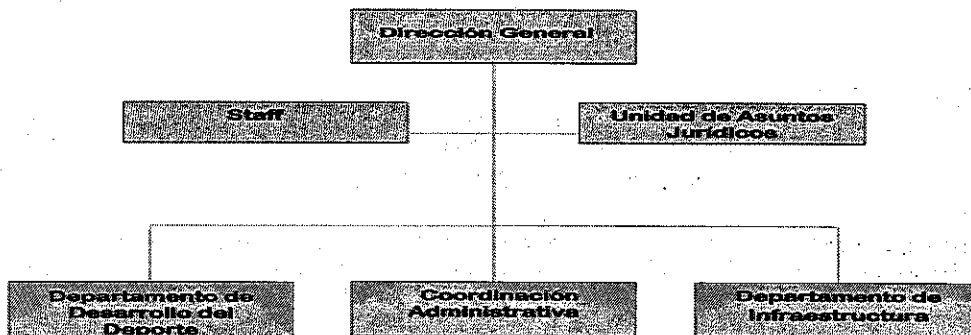 Dirección General
Staff
Unidad de Asuntos
Jurídicos
Departamento de
Desarrollo del
Deporte
Coordinación
Administrativa
Departamento de
Infraestructura